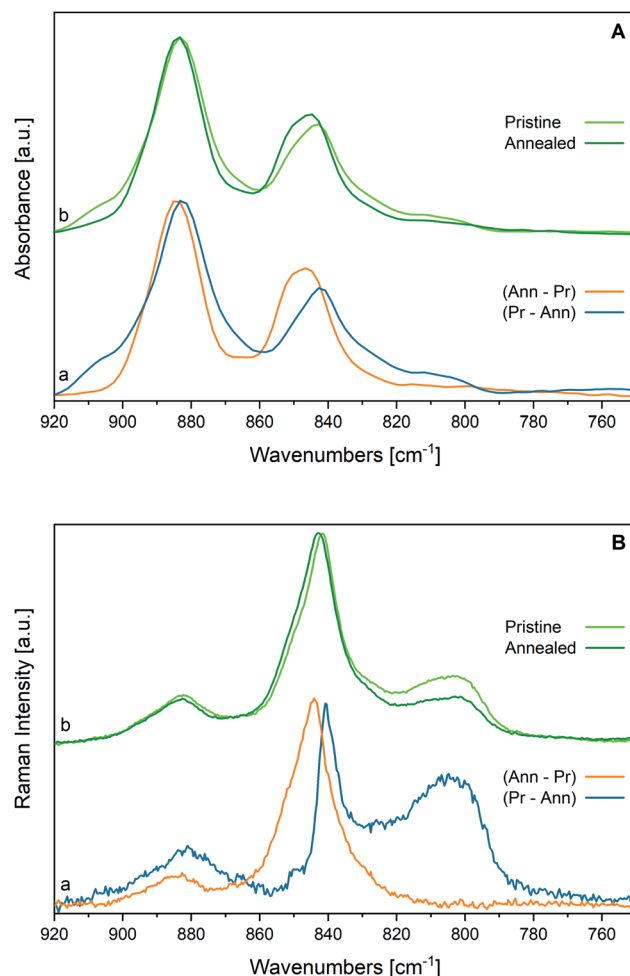 A
Absorbance [a.u.]
Pristine
Annealed
b
(Ann - Pr)
(Pr - Ann)
a
920 900 880 860 840 820 800 780 760
Wavenumbers [cm⁻¹]
B
Raman Intensity [a.u.]
Pristine
Annealed
b
(Ann - Pr)
(Pr - Ann)
a
920 900 880 860 840 820 800 780 760
Wavenumbers [cm⁻¹]